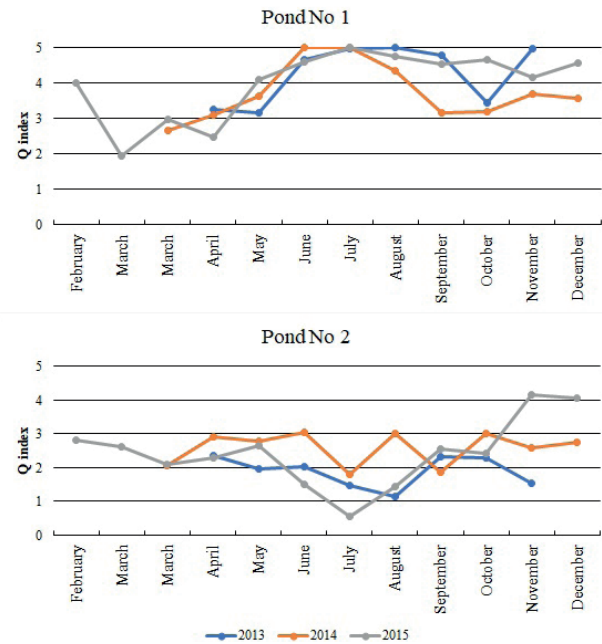 Pond No 1
Q index
5
4
3
2
1
0
February
March
March
April
May
June
July
August
September
October
November
December
Pond No 2
Q index
5
4
3
2
1
0
February
March
March
April
May
June
July
August
September
October
November
December
2013 2014 2015